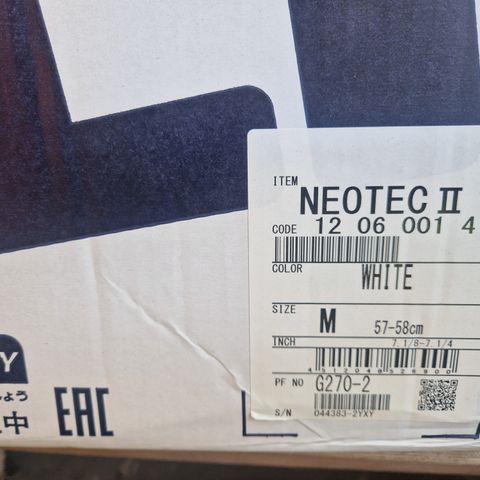 ITEM
NEOTEC Ⅱ
CODE 12 06 001 4
COLOR
WHITE
SIZE
M 57-58cm
INCH 7.1/8-7.1/4
4512048526900
PF NO G270-2
S/N 044383-2YXY
Y
しょう
中
EAC